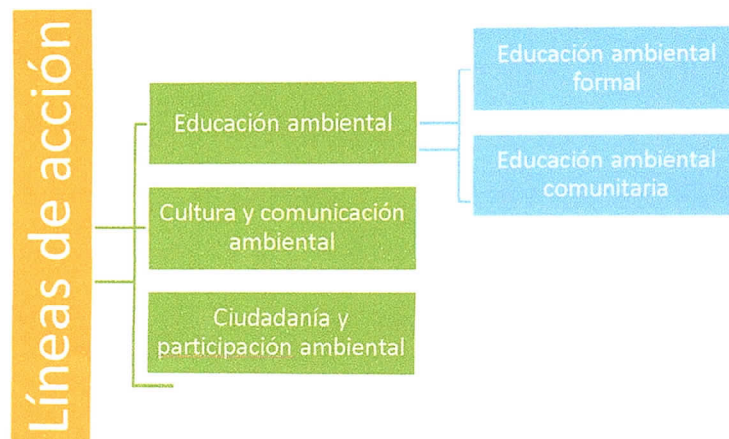 Líneas de acción
Educación ambiental
Cultura y comunicación
ambiental
Ciudadanía y
participación ambiental
Educación ambiental
formal
Educación ambiental
comunitaria